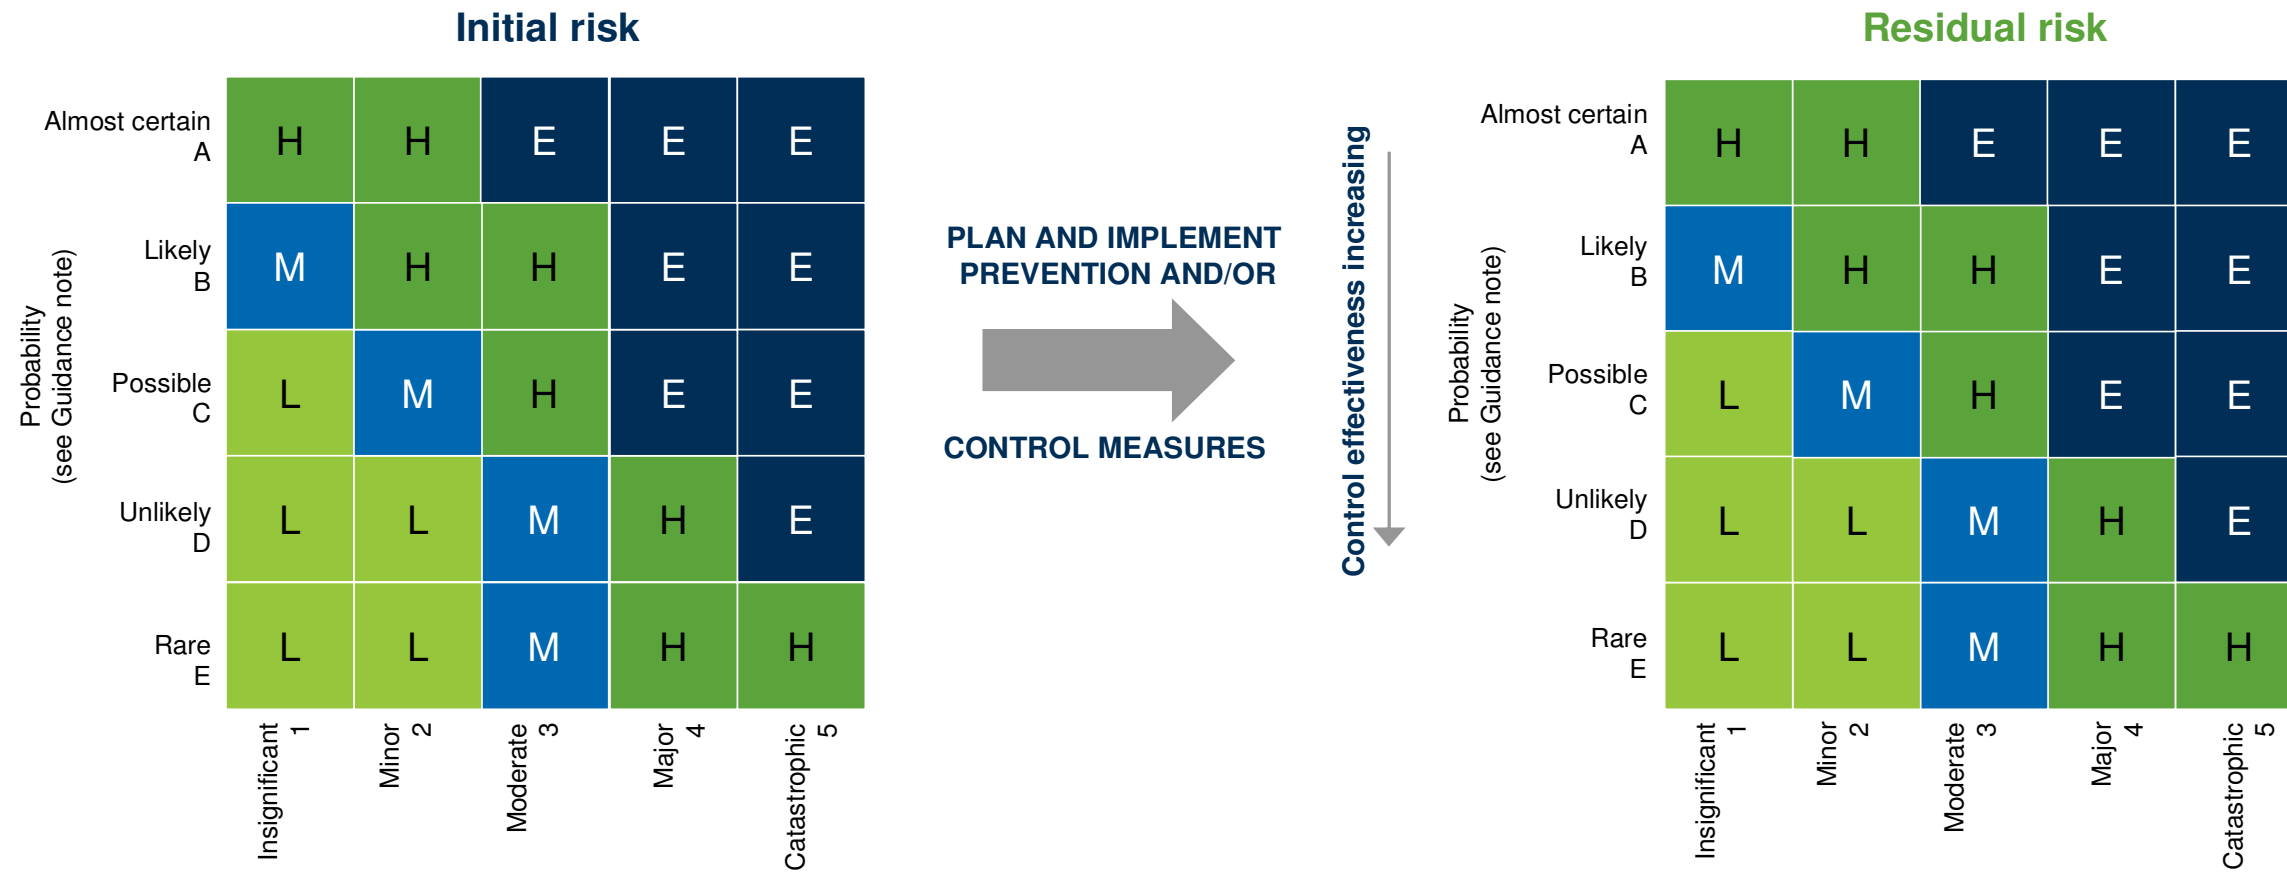 Initial risk
Almost certain
A
H H E E E
Likely
B
M H H E E
Possible
C
L M H E E
Unlikely
D
L L M H E
Rare
E
L L M H H
Probability
(see Guidance note)
Insignificant
1
Minor
2
Moderate
3
Major
4
Catastrophic
5
PLAN AND IMPLEMENT
PREVENTION AND/OR
CONTROL MEASURES
Control effectiveness increasing
Residual risk
Almost certain
A
H H E E E
Likely
B
M H H E E
Possible
C
L M H E E
Unlikely
D
L L M H E
Rare
E
L L M H H
Probability
(see Guidance note)
Insignificant
1
Minor
2
Moderate
3
Major
4
Catastrophic
5